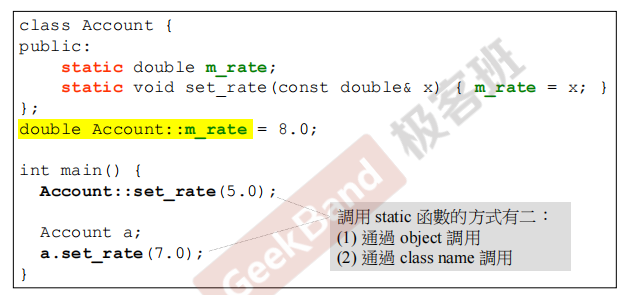 class Account {
public:
    static double m_rate;
    static void set_rate(const double& x) { m_rate = x; }
};
double Account::m_rate = 8.0;

int main() {
  Account::set_rate(5.0);

  Account a;
  a.set_rate(7.0);
}
調用 static 函數的方式有二：
(1) 通過 object 調用
(2) 通過 class name 調用
GeekBand 极客班